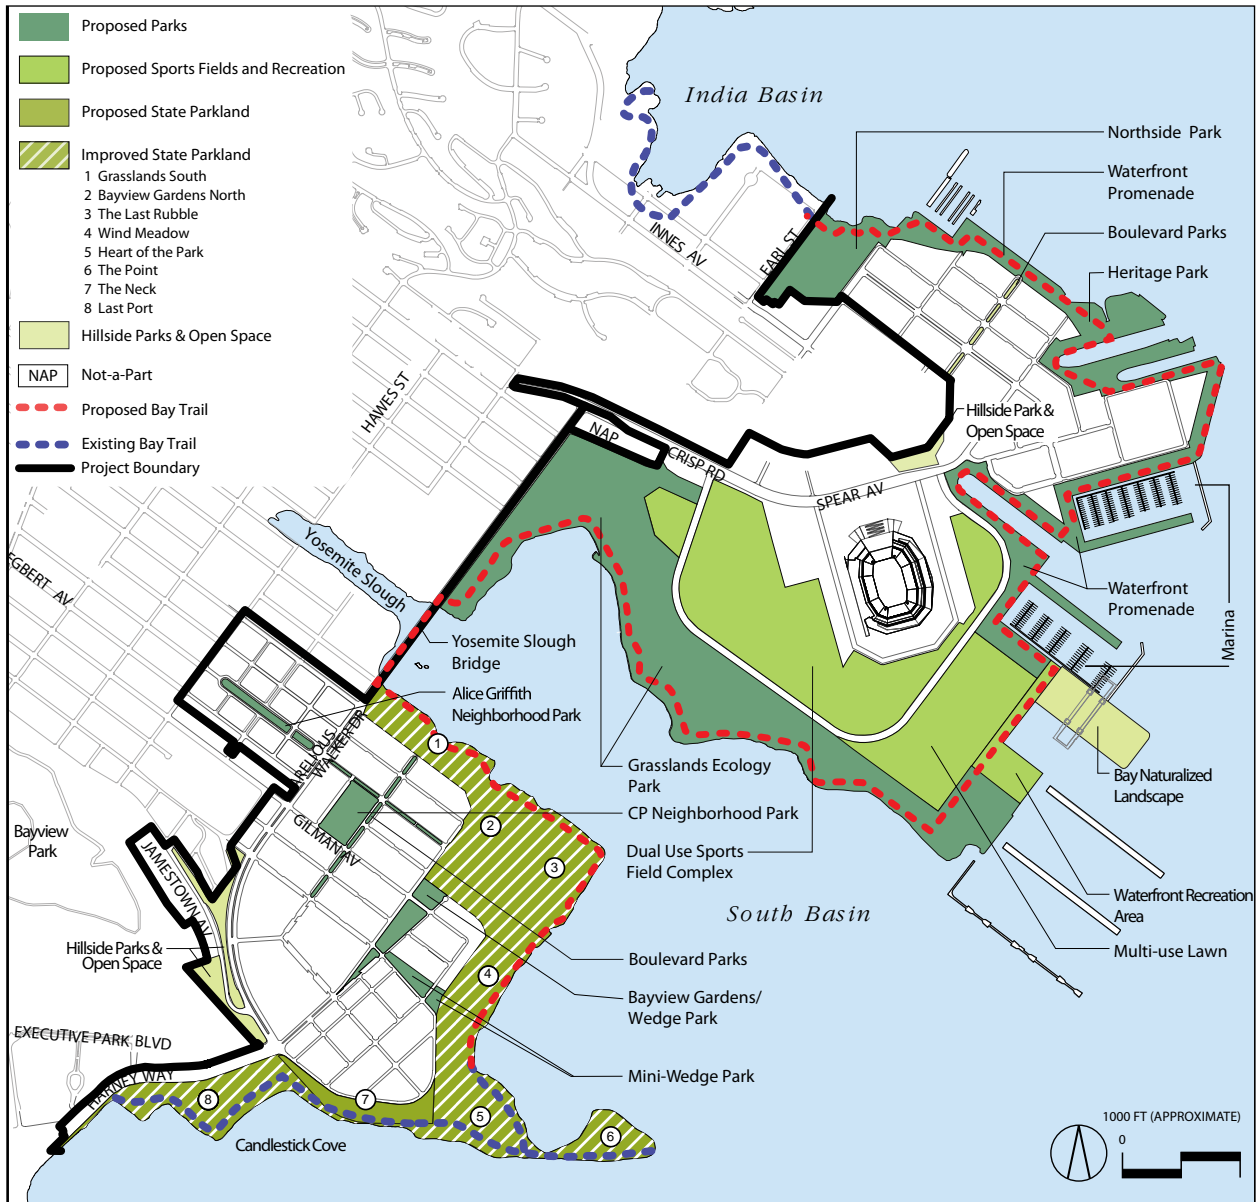 Proposed Parks
Proposed Sports Fields and Recreation
Proposed State Parkland
Improved State Parkland
1 Grasslands South
2 Bayview Gardens North
3 The Last Rubble
4 Wind Meadow
5 Heart of the Park
6 The Point
7 The Neck
8 Last Port
Hillside Parks & Open Space
NAP Not-a-Part
Proposed Bay Trail
Existing Bay Trail
Project Boundary
India Basin
Northside Park
Waterfront
Promenade
Boulevard Parks
Heritage Park
INNES AV
EARL ST
HAWES ST
NAP
CRISP RD
SPEAR AV
Hillside Park &
Open Space
Yosemite Slough
EGBERT AV
Waterfront
Promenade
Marina
Yosemite Slough
Bridge
Alice Griffith
Neighborhood Park
ARELIOUS
WALKER DR
Grasslands Ecology
Park
CP Neighborhood Park
Dual Use Sports
Field Complex
Bay Naturalized
Landscape
Waterfront Recreation
Area
Multi-use Lawn
GILMAN AV
Bayview
Park
JAMESTOWN AV
South Basin
Hillside Parks &
Open Space
Boulevard Parks
Bayview Gardens/
Wedge Park
Mini-Wedge Park
EXECUTIVE PARK BLVD
HARNEY WAY
Candlestick Cove
1
2
3
4
5
6
7
8
1000 FT (APPROXIMATE)
0